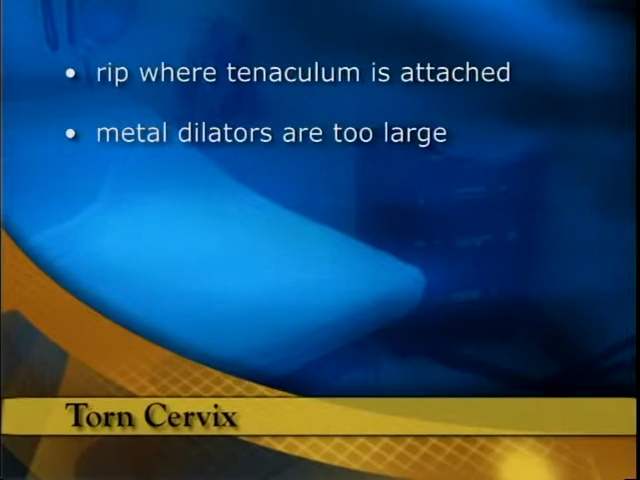 • rip where tenaculum is attached
• metal dilators are too large
Torn Cervix